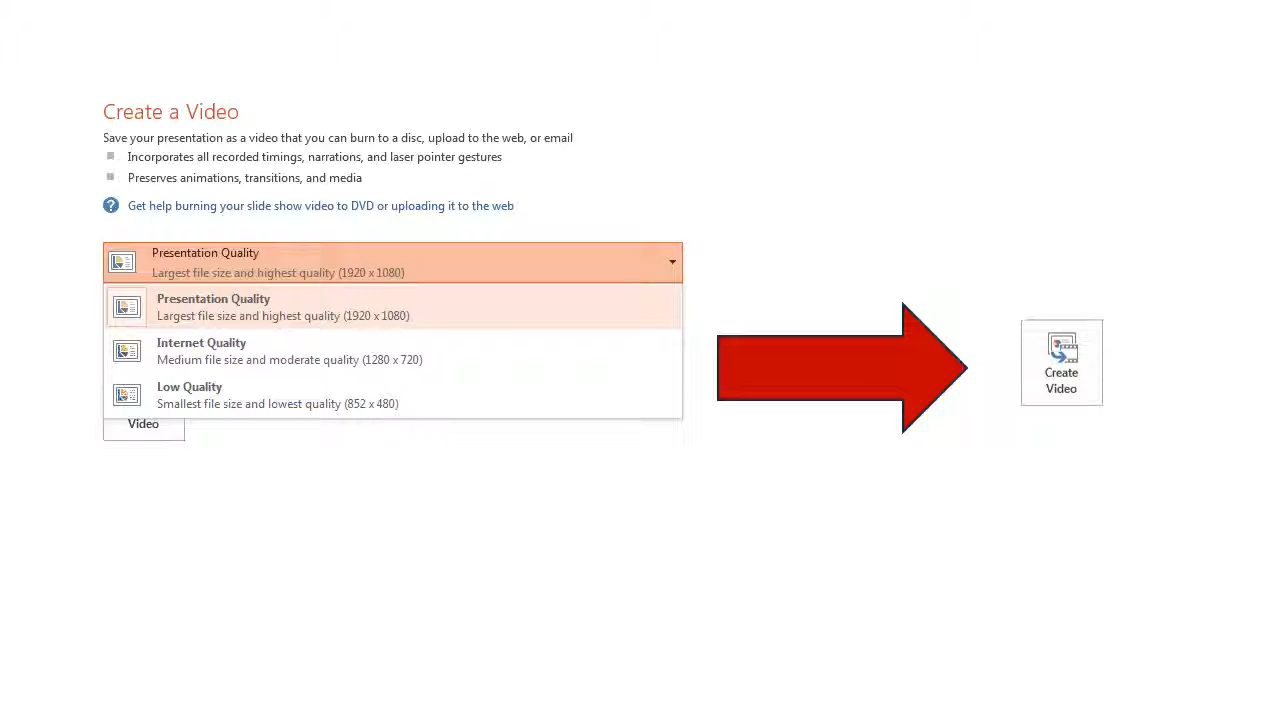 Create a Video
Save your presentation as a video that you can burn to a disc, upload to the web, or email
Incorporates all recorded timings, narrations, and laser pointer gestures
Preserves animations, transitions, and media
? Get help burning your slide show video to DVD or uploading it to the web
Presentation Quality
Largest file size and highest quality (1920 x 1080)
Presentation Quality
Largest file size and highest quality (1920 x 1080)
Internet Quality
Medium file size and moderate quality (1280 x 720)
Low Quality
Smallest file size and lowest quality (852 x 480)
Video
Create
Video